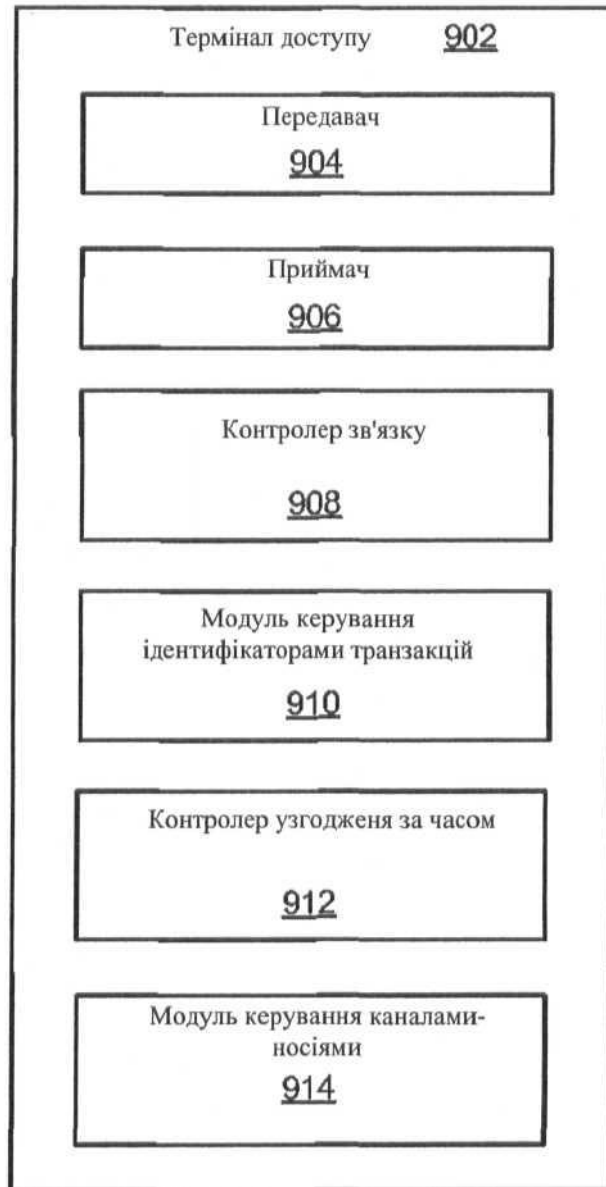 Термінал доступу 902
Передавач
904
Приймач
906
Контролер зв'язку
908
Модуль керування
ідентифікаторами транзакцій
910
Контролер узгодженя за часом
912
Модуль керування каналами-
носіями
914